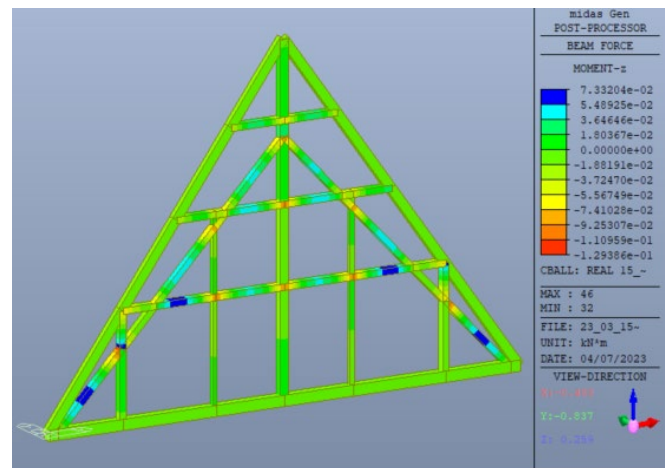 midas Gen
POST-PROCESSOR
BEAM FORCE
MOMENT-z
7.33204e-02
5.48925e-02
3.64646e-02
1.80367e-02
0.00000e+00
-1.88191e-02
-3.72470e-02
-5.56749e-02
-7.41028e-02
-9.25307e-02
-1.10959e-01
-1.29386e-01
CBALL: REAL 15_~
MAX : 46
MIN : 32
FILE: 23_03_15~
UNIT: kN*m
DATE: 04/07/2023
VIEW-DIRECTION
Y:-0.837
Z: 0.259